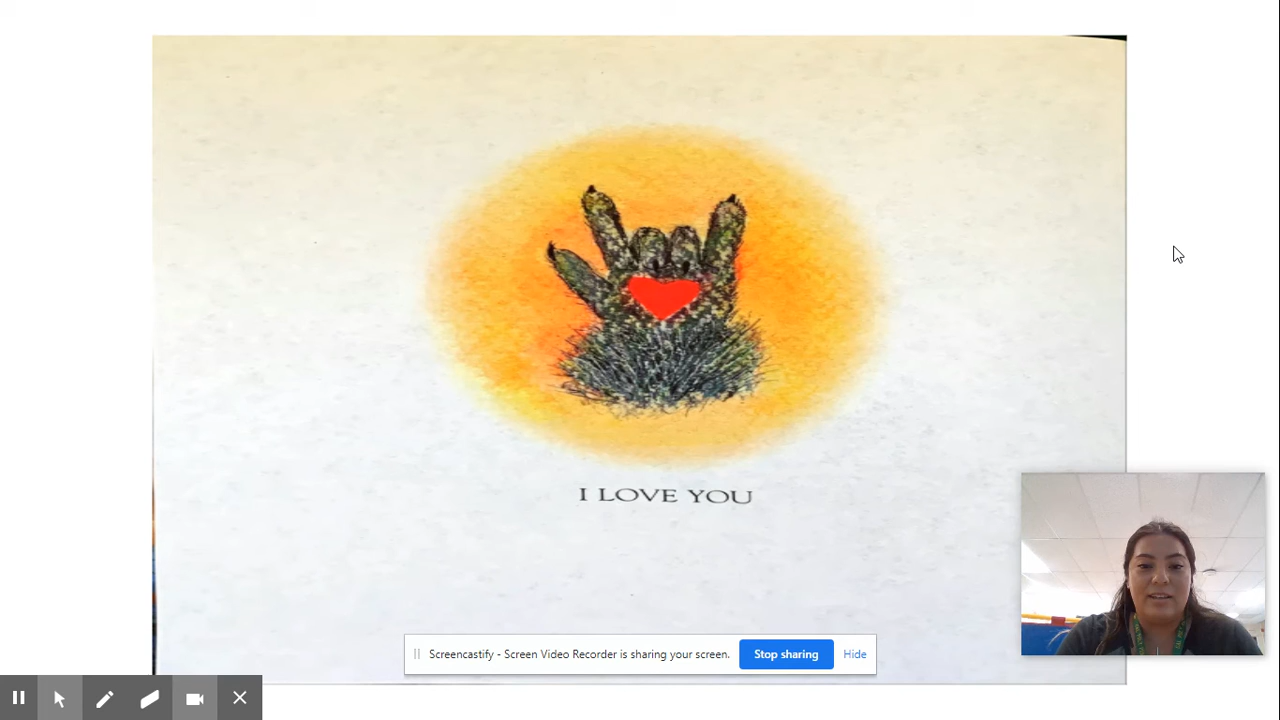 I LOVE YOU
Screencastify - Screen Video Recorder is sharing your screen.
Stop sharing
Hide